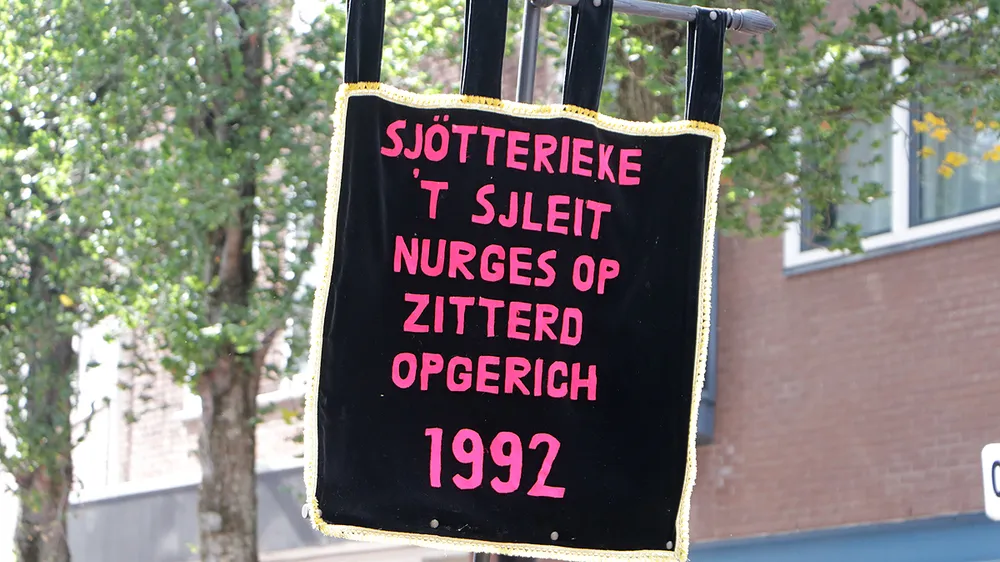 SJÖTTERIEKE
'T SJLEIT
NURGES OP
ZITTERD
OPGERICH
1992